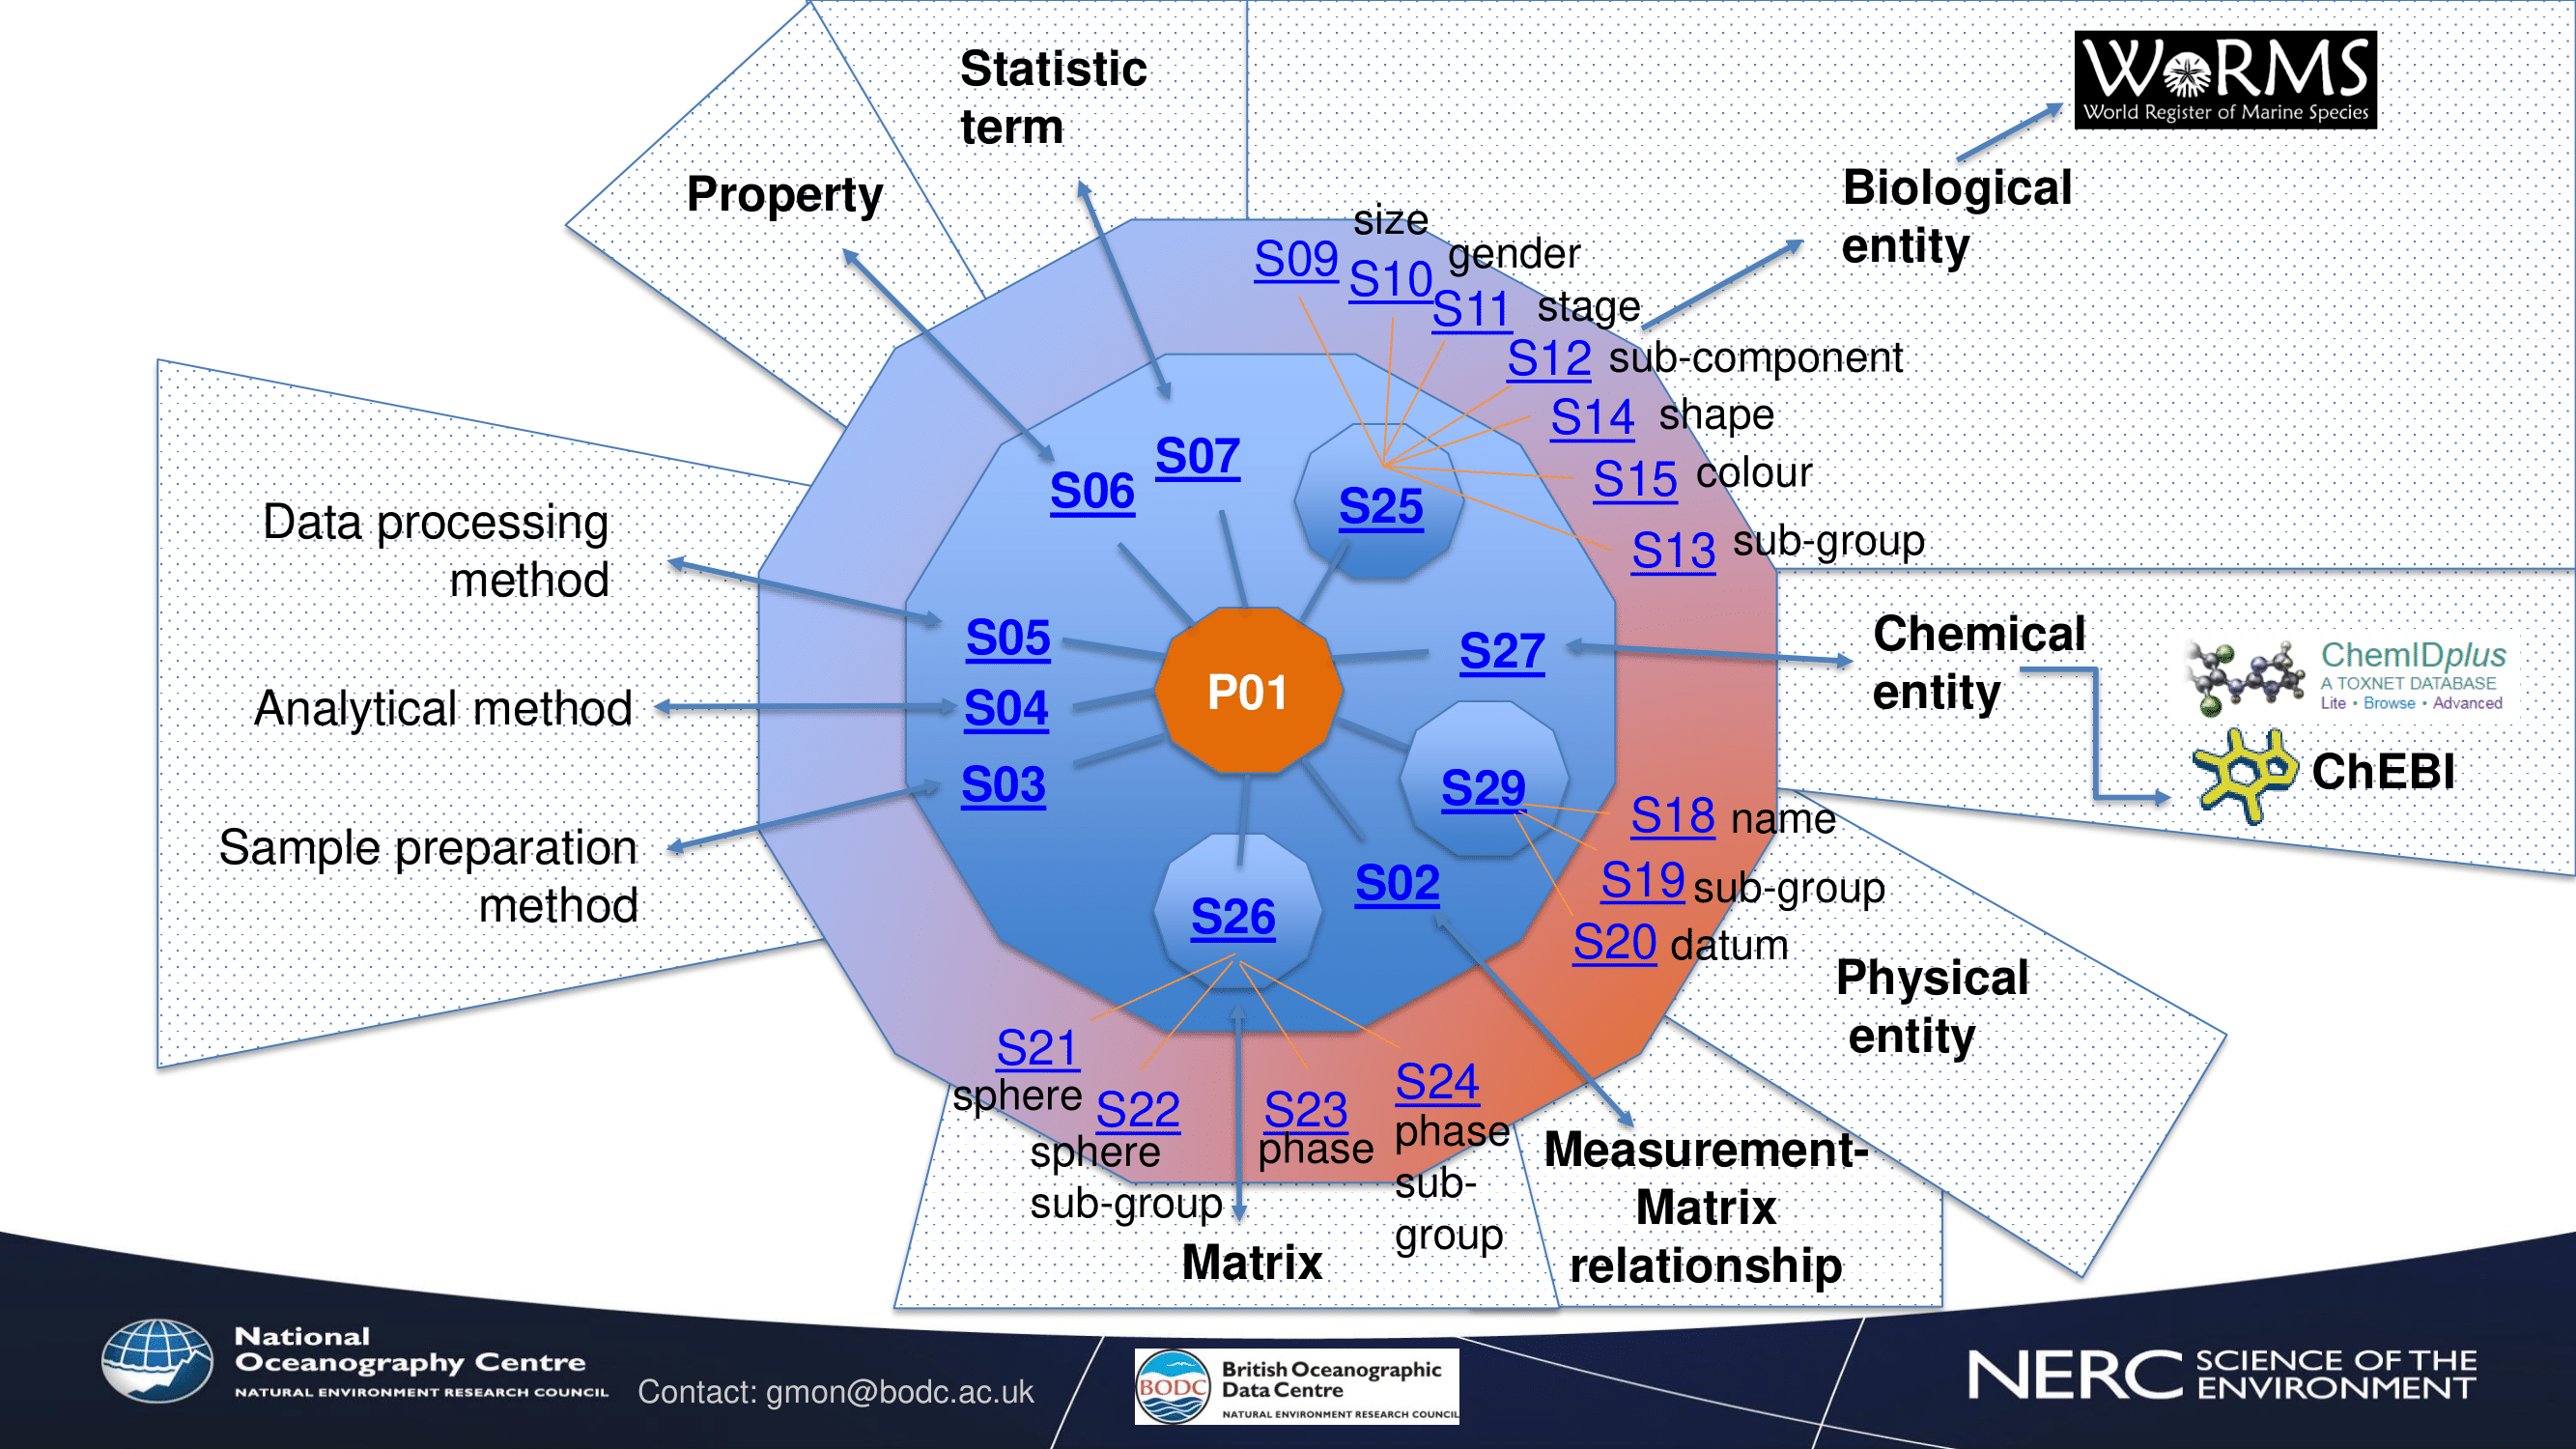 Statistic
term
WoRMS
World Register of Marine Species
Property
Biological
entity
size
S09
S10
gender
S11
stage
S12
sub-component
S14
shape
S15
colour
S13
sub-group
S07
S06
S25
Data processing
method
S05
S27
Chemical
entity
ChemIDplus
A TOXNET DATABASE
Lite • Browse • Advanced
P01
Analytical method
S04
ChEBI
S03
S29
S18
name
Sample preparation
method
S19
sub-group
S02
S26
S20
datum
Physical
entity
S21
sphere
S22
sphere
sub-group
S23
phase
S24
phase
sub-
group
Matrix
Measurement-
Matrix
relationship
National
Oceanography Centre
NATURAL ENVIRONMENT RESEARCH COUNCIL
Contact: gmon@bodc.ac.uk
BODC
British Oceanographic
Data Centre
NATURAL ENVIRONMENT RESEARCH COUNCIL
NERC
SCIENCE OF THE
ENVIRONMENT